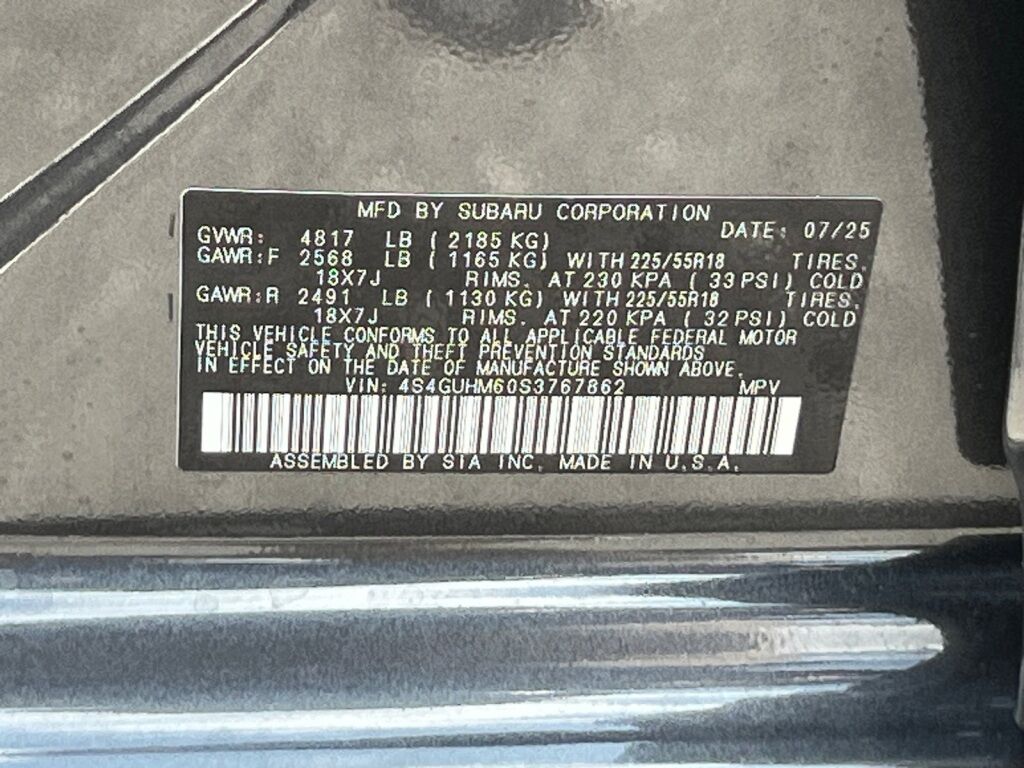 MFD BY SUBARU CORPORATION
DATE: 07/25
GVWR: 4817 LB ( 2185 KG)
GAWR:F 2568 LB ( 1165 KG) WITH 225/55R18 TIRES,
18X7J RIMS, AT 230 KPA ( 33 PSI) COLD
GAWR:R 2491 LB ( 1130 KG) WITH 225/55R18 TIRES,
18X7J RIMS, AT 220 KPA ( 32 PSI) COLD
THIS VEHICLE CONFORMS TO ALL APPLICABLE FEDERAL MOTOR
VEHICLE SAFETY AND THEFT PREVENTION STANDARDS
IN EFFECT ON THE DATE OF MANUFACTURE SHOWN ABOVE.
VIN: 4S4GUHM60S3767862 MPV
ASSEMBLED BY SIA INC. MADE IN U.S.A.